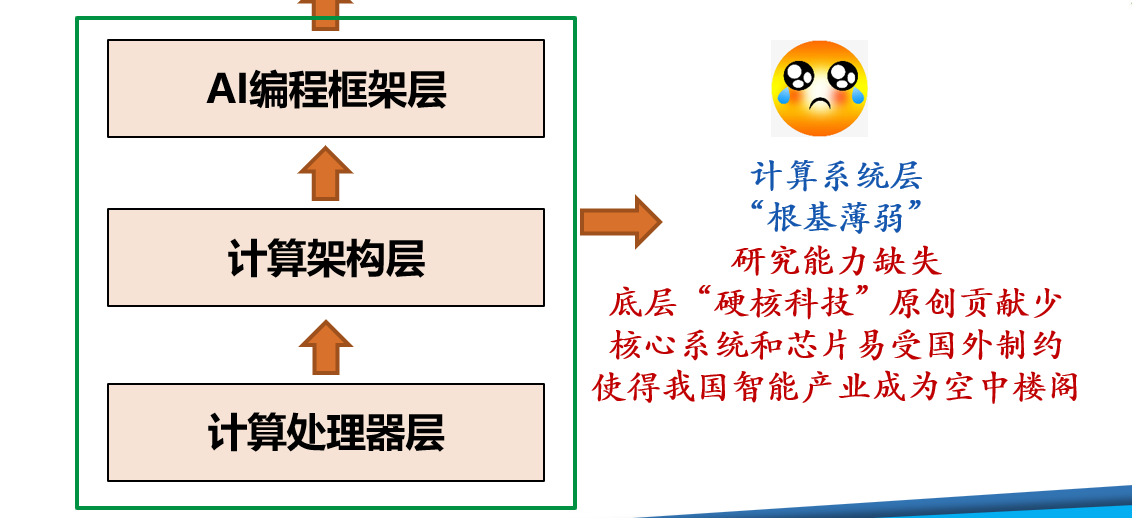 AI编程框架层
计算架构层
计算处理器层
计算系统层
“根基薄弱”
研究能力缺失
底层“硬核科技”原创贡献少
核心系统和芯片易受国外制约
使得我国智能产业成为空中楼阁